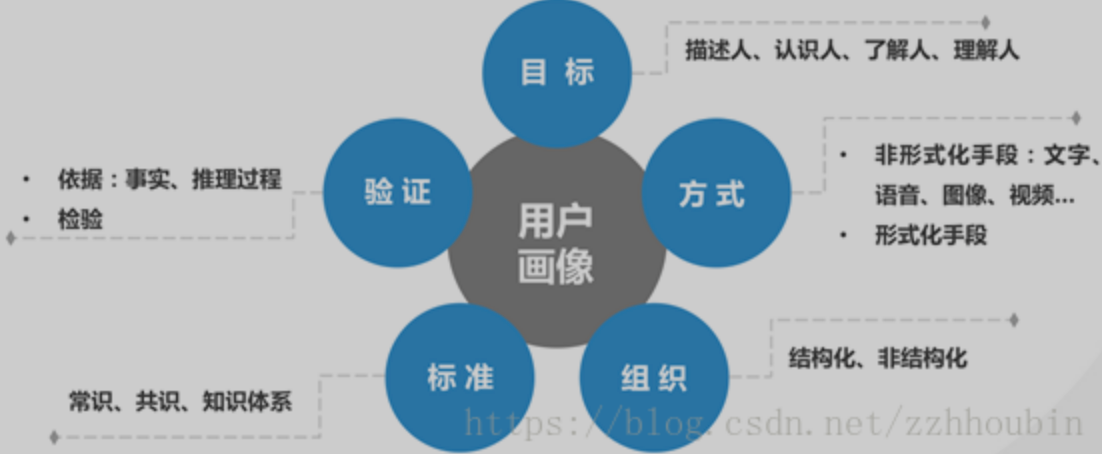 目 标
描述人、认识人、了解人、理解人
验 证
• 依据：事实、推理过程
• 检验
用户
画像
方 式
• 非形式化手段：文字、
语音、图像、视频...
• 形式化手段
标 准
常识、共识、知识体系
组 织
结构化、非结构化
https://blog.csdn.net/zzhhoubin